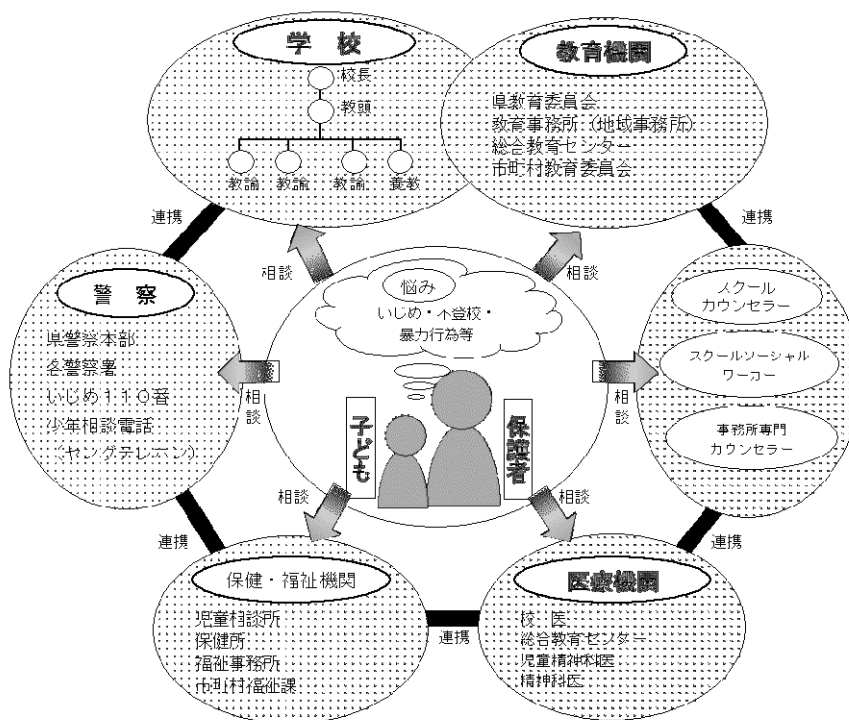 学 校
校長
教頭
教諭 教諭 教諭 養教
教育機関
県教育委員会
教育事務所(地域事務所)
総合教育センター
市町村教育委員会
連携
連携
相談
相談
警 察
県警察本部
各警察署
いじめ110番
少年相談電話
(ヤングテレホン)
相談
悩み
いじめ・不登校・
暴力行為等
子ども
保護者
相談
スクール
カウンセラー
スクールソーシャル
ワーカー
事務所専門
カウンセラー
相談
相談
連携
連携
保健・福祉機関
児童相談所
保健所
福祉事務所
市町村福祉課
連携
医療機関
校 医
総合教育センター
児童精神科医
精神科医